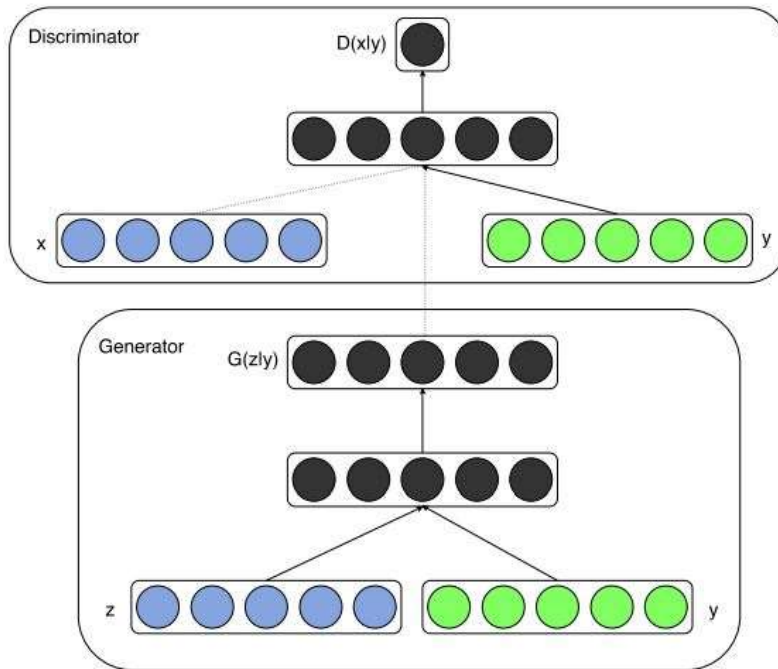 Discriminator
D(x|y)
x
y
Generator
G(z|y)
z
y